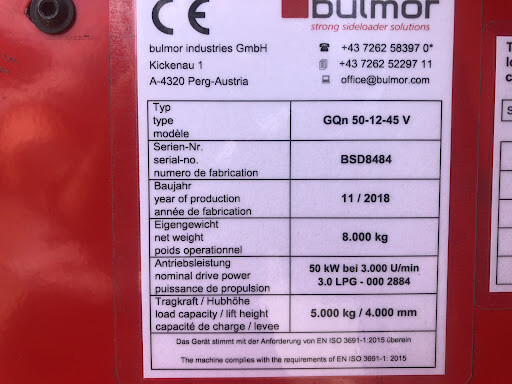 CE
bulmor
strong sideloader solutions
bulmor industries GmbH
Kickenau 1
A-4320 Perg-Austria
+43 7262 58397 0*
+43 7262 52297 11
office@bulmor.com
Typ
type
modèle
GQn 50-12-45 V
Serien-Nr.
serial-no.
numero de fabrication
BSD8484
Baujahr
year of production
année de fabrication
11 / 2018
Eigengewicht
net weight
poids operationnel
8.000 kg
Antriebsleistung
nominal drive power
puissance de propulsion
50 kW bei 3.000 U/min
3.0 LPG - 000 2884
Tragkraft / Hubhöhe
load capacity / lift height
capacité de charge / levee
5.000 kg / 4.000 mm
Das Gerät stimmt mit der Anforderung von EN ISO 3691-1:2015 überein
The machine complies with the requirements of EN ISO 3691-1: 2015